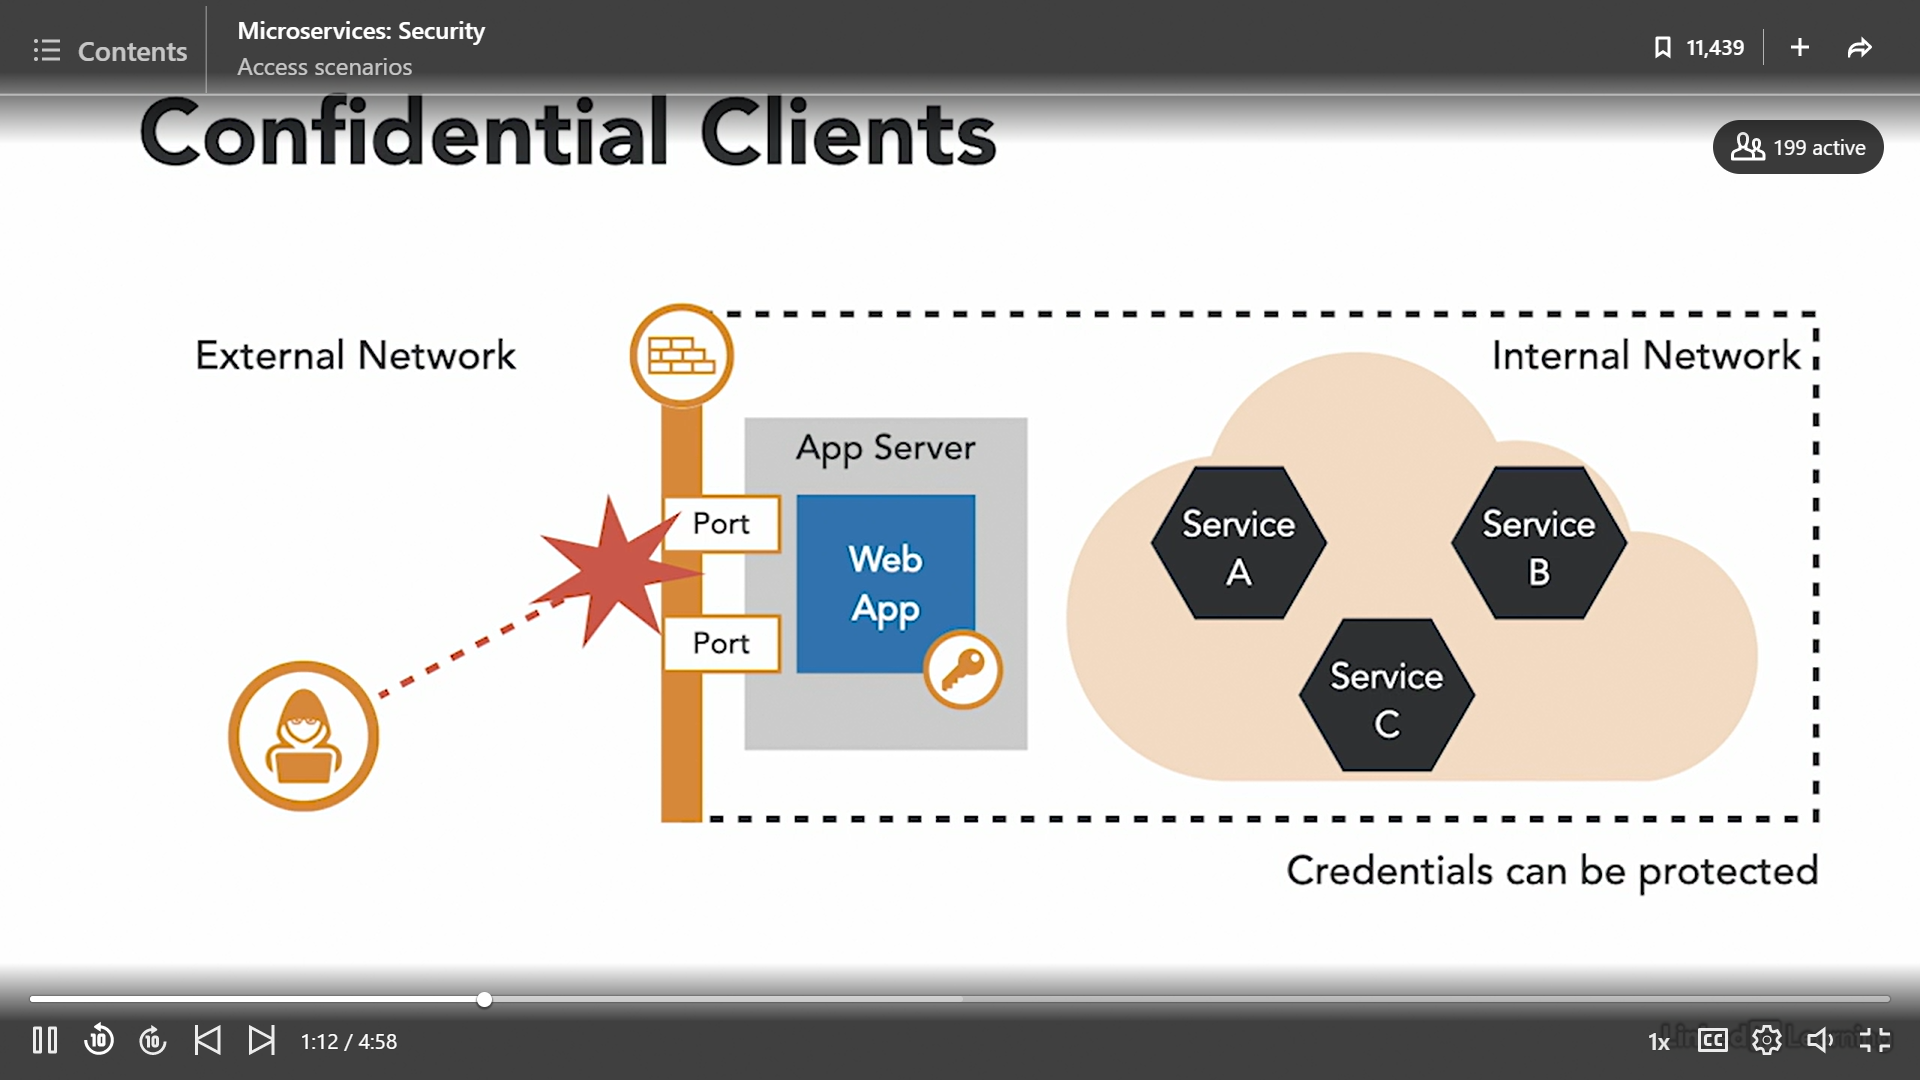 Contents
Microservices: Security
Access scenarios
11,439
Confidential Clients
199 active
External Network
Internal Network
App Server
Port
Web
App
Port
Service
A
Service
B
Service
C
Credentials can be protected
10
10
1:12 / 4:58
1x
CC